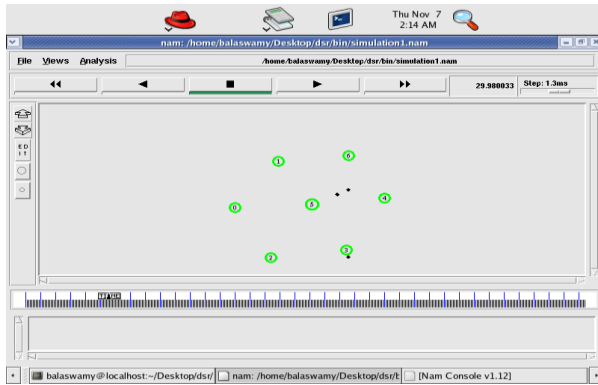 Thu Nov 7
2:14 AM
nam: /home/balaswamy/Desktop/dsr/bin/simulation1.nam
File Views Analysis /home/balaswamy/Desktop/dsr/bin/simulation1.nam
29.980033 Step: 1.3ms
E D
I T
1 6
0 5 4
2 3
TIME
balaswamy@localhost:~/Desktop/dsr/ nam: /home/balaswamy/Desktop/dsr/b [Nam Console v1.12]